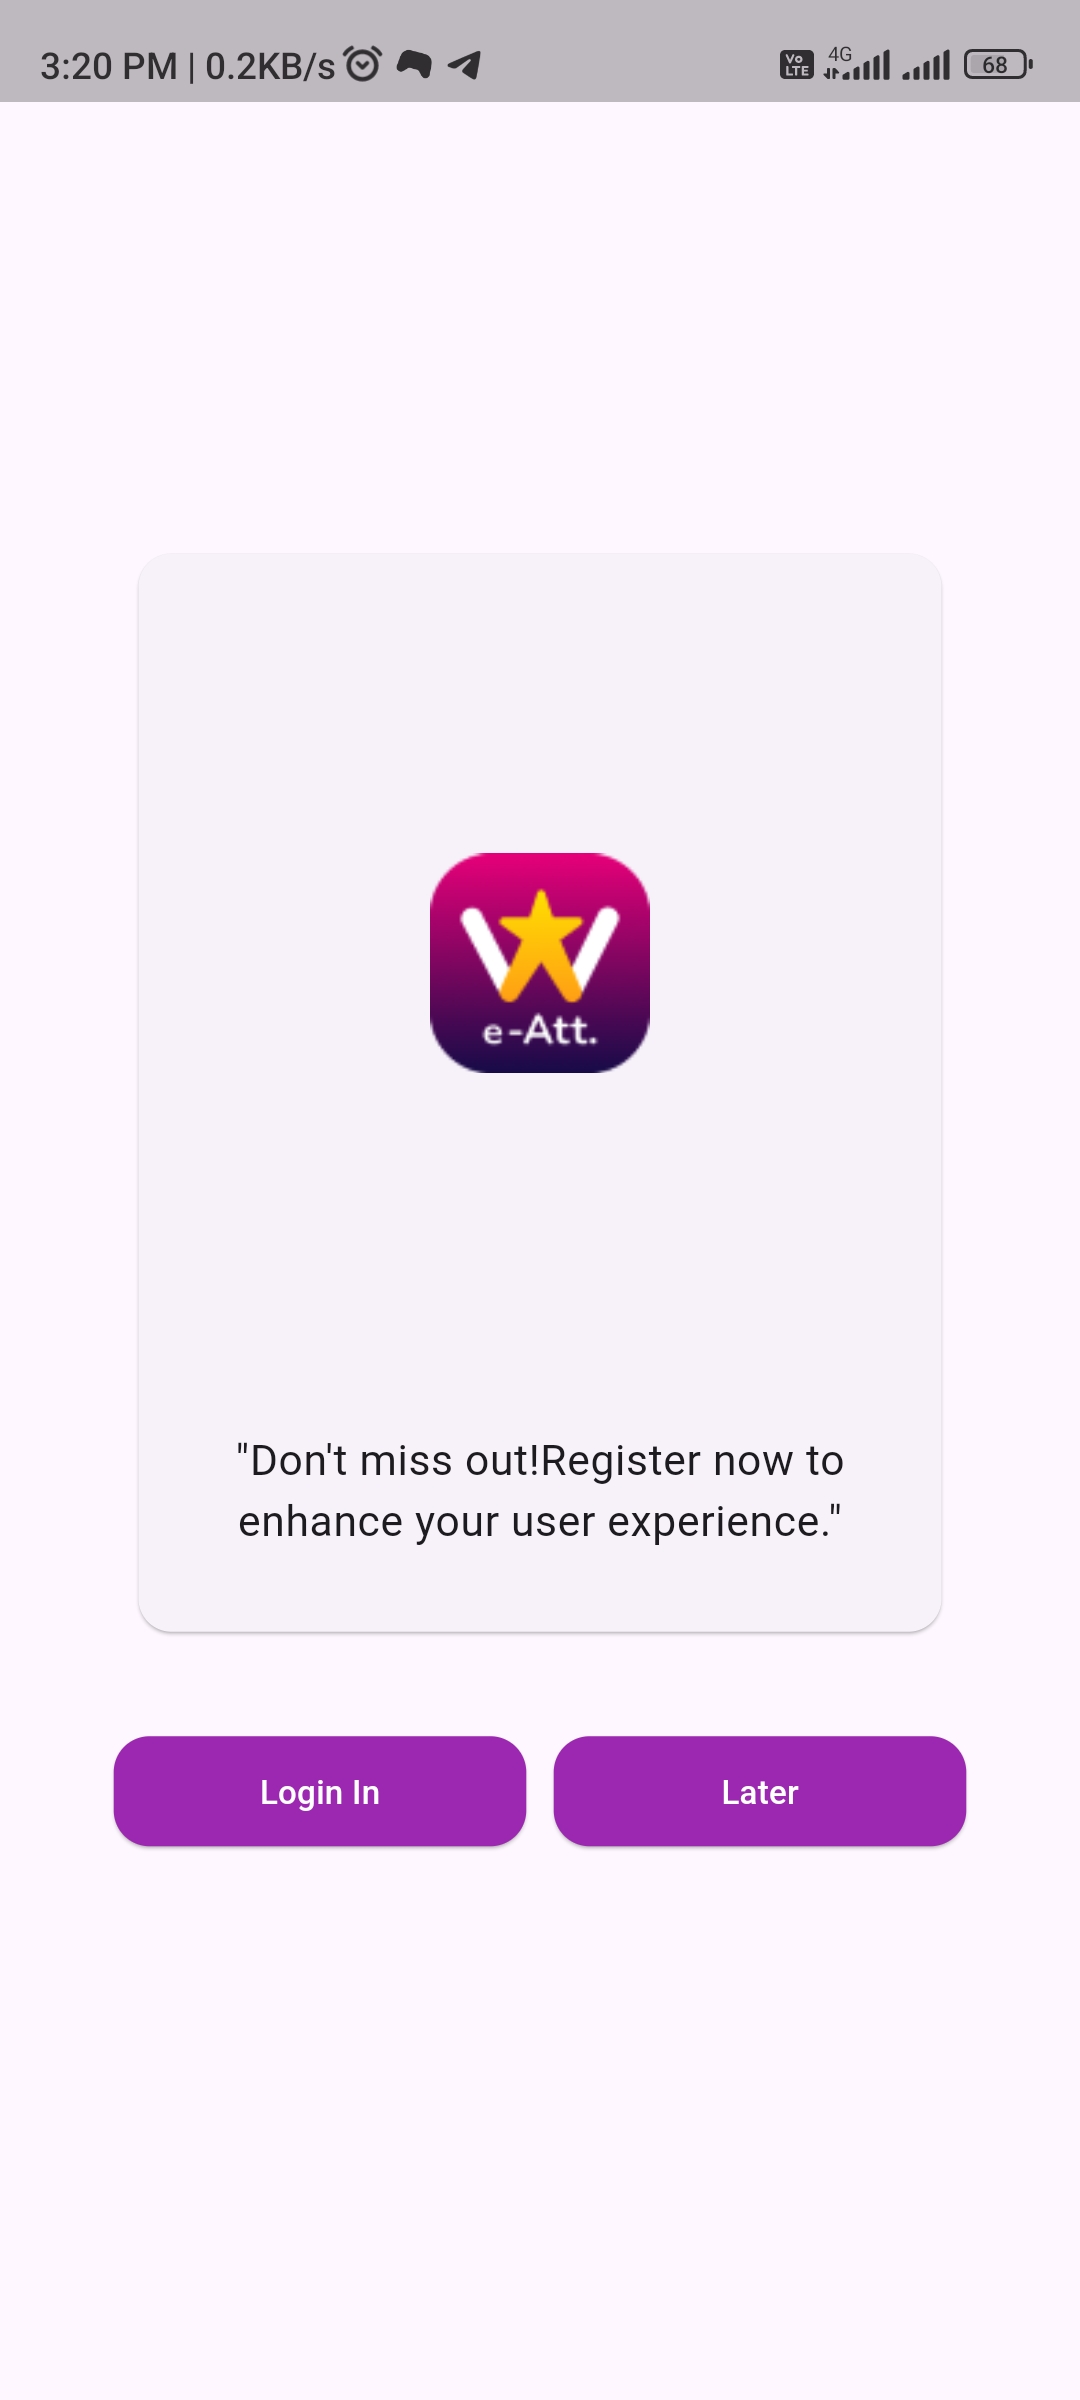 3:20 PM | 0.2KB/s Vo LTE 4G 68
e-Att.
"Don't miss out!Register now to
enhance your user experience."
Login In Later